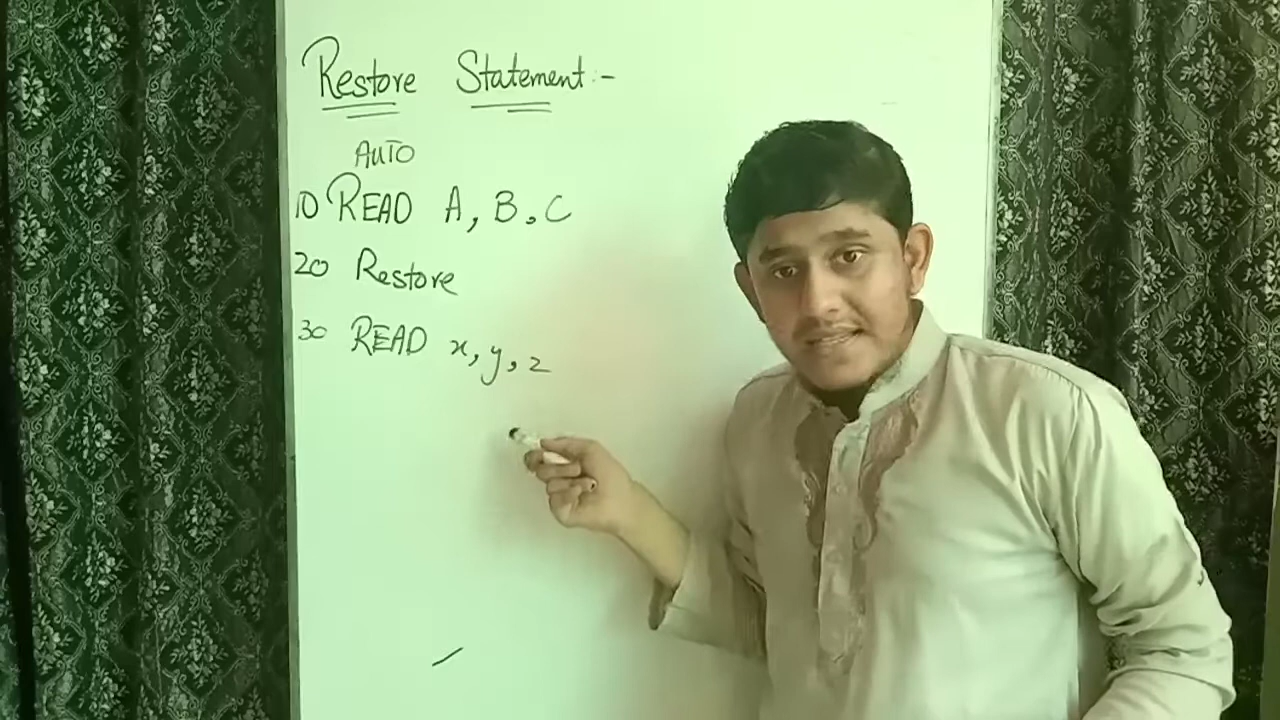 Restore Statement:-
AUTO
10 READ A, B, C
20 Restore
30 READ x, y, z